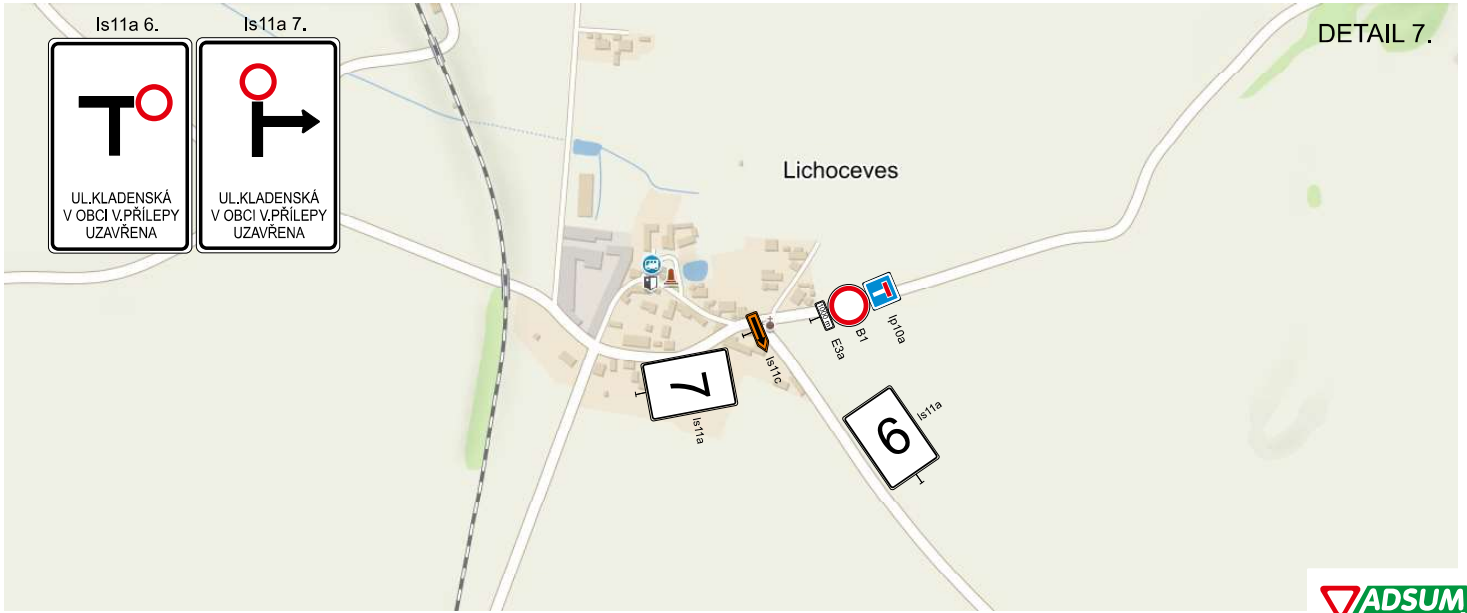 Is11a 6.
Is11a 7.
DETAIL 7.
UL.KLADENSKÁ
V OBCI V.PŘÍLEPY
UZAVŘENA
UL.KLADENSKÁ
V OBCI V.PŘÍLEPY
UZAVŘENA
Lichoceves
1000 m
E3a
B1
Ip10a
Is11c
7
Is11a
6
Is11a
ADSUM